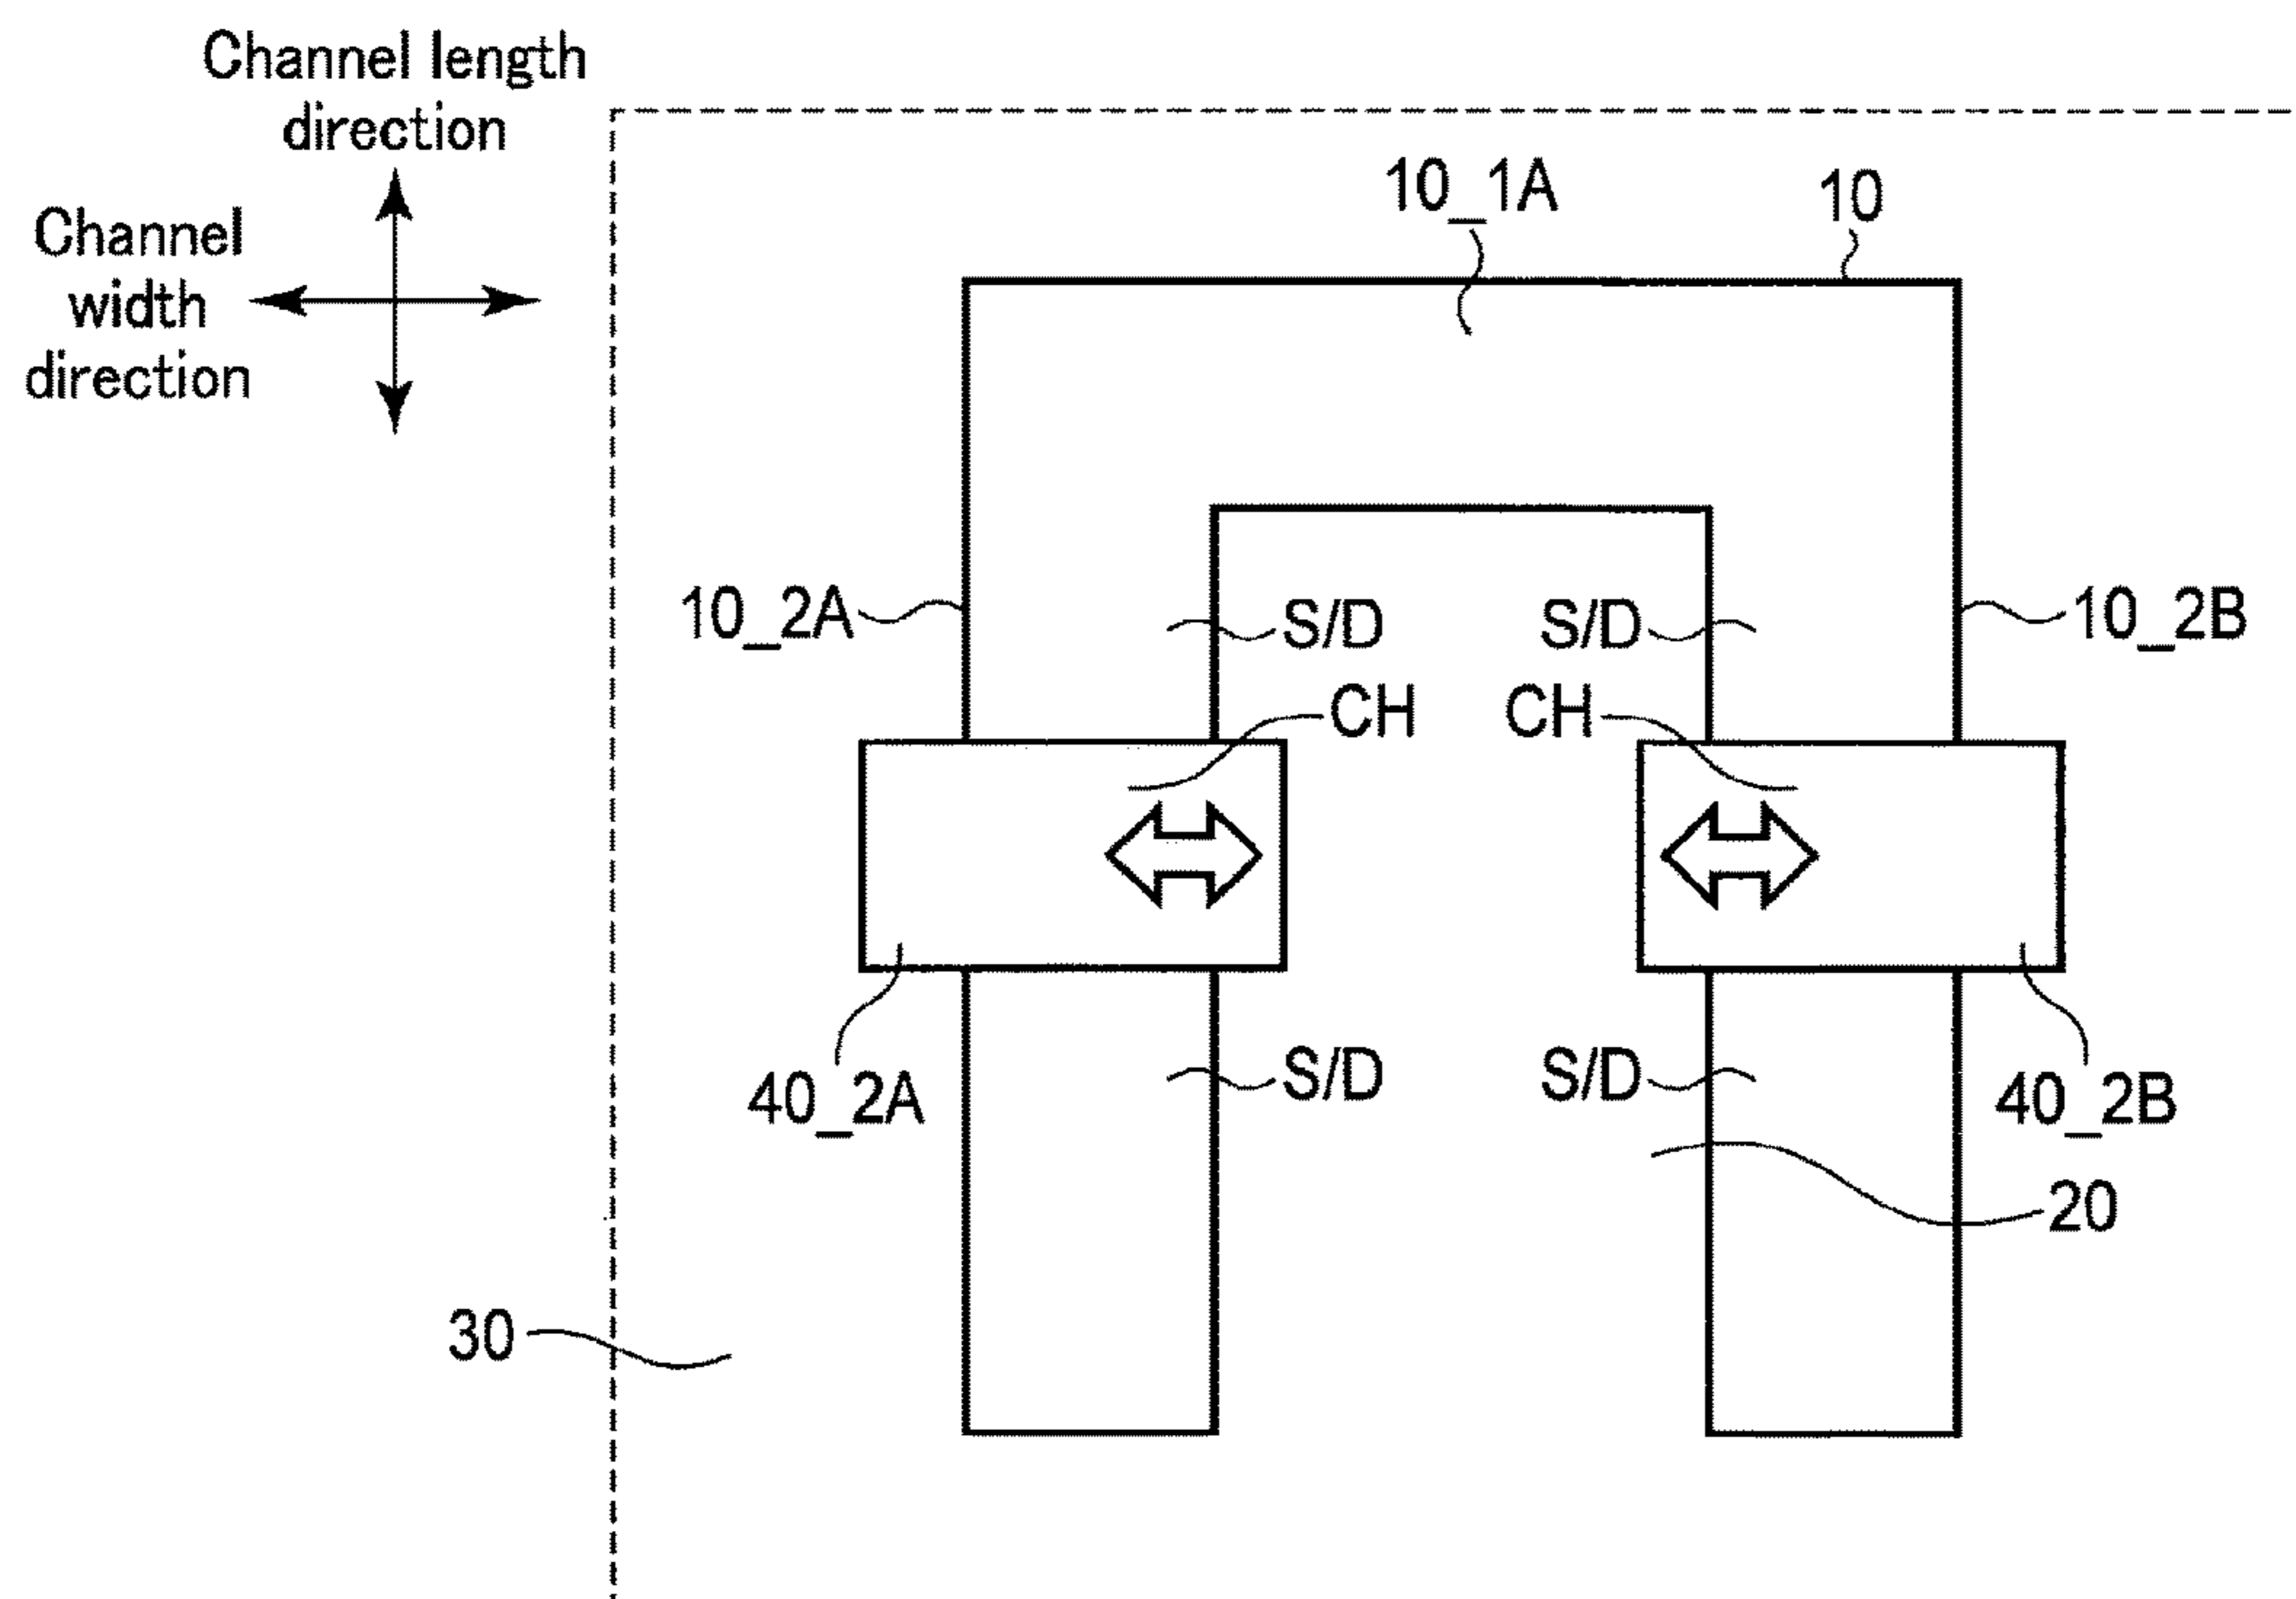 Channel length
direction
Channel
width
direction
10_1A
10
10_2A
S/D
S/D
10_2B
CH
CH
40_2A
S/D
S/D
40_2B
20
30